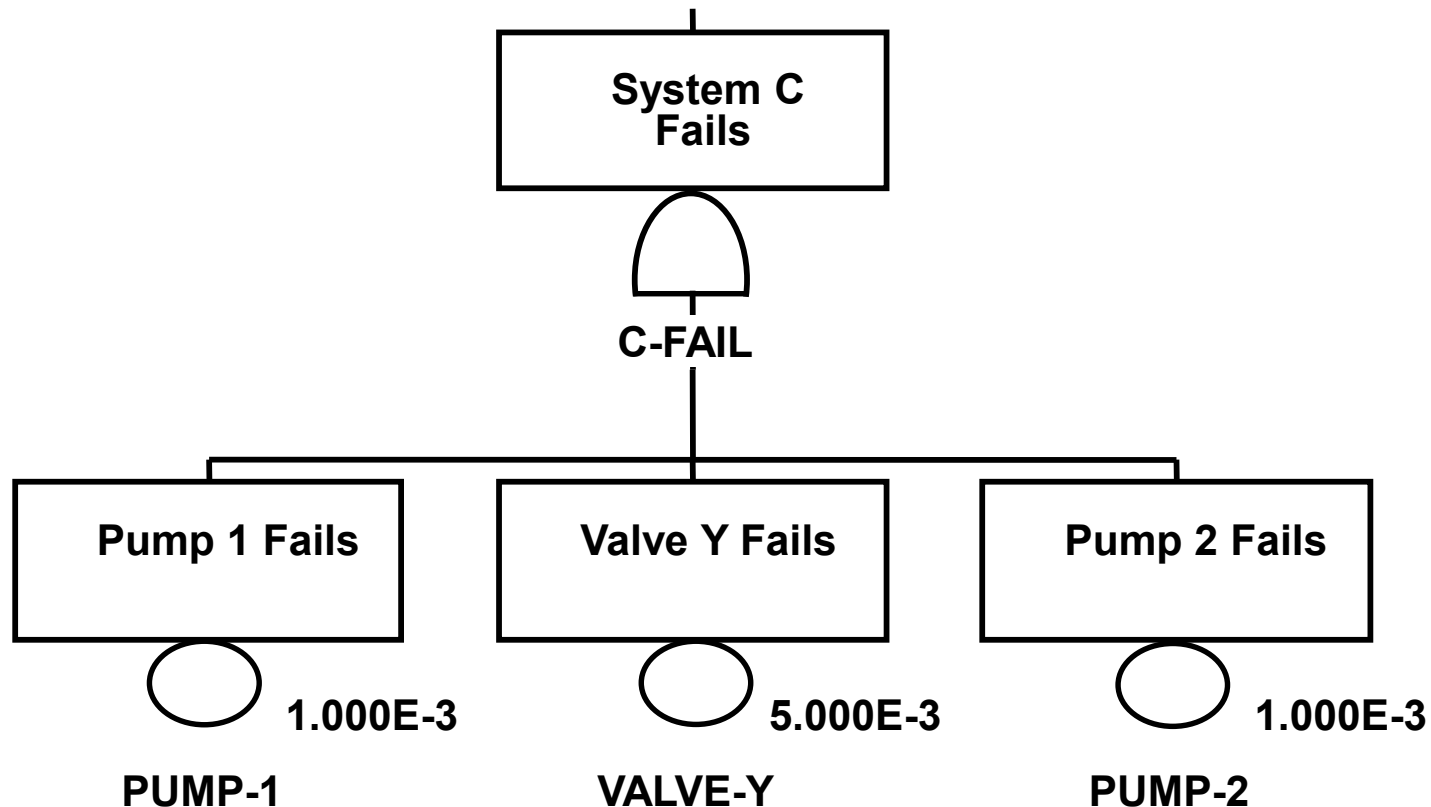 System C
Fails
C-FAIL
Pump 1 Fails
Valve Y Fails
Pump 2 Fails
1.000E-3
5.000E-3
1.000E-3
PUMP-1
VALVE-Y
PUMP-2